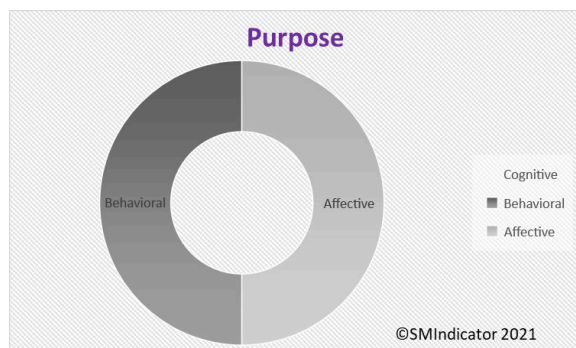 Purpose
Behavioral
Affective
Cognitive
Behavioral
Affective
©SMIndicator 2021